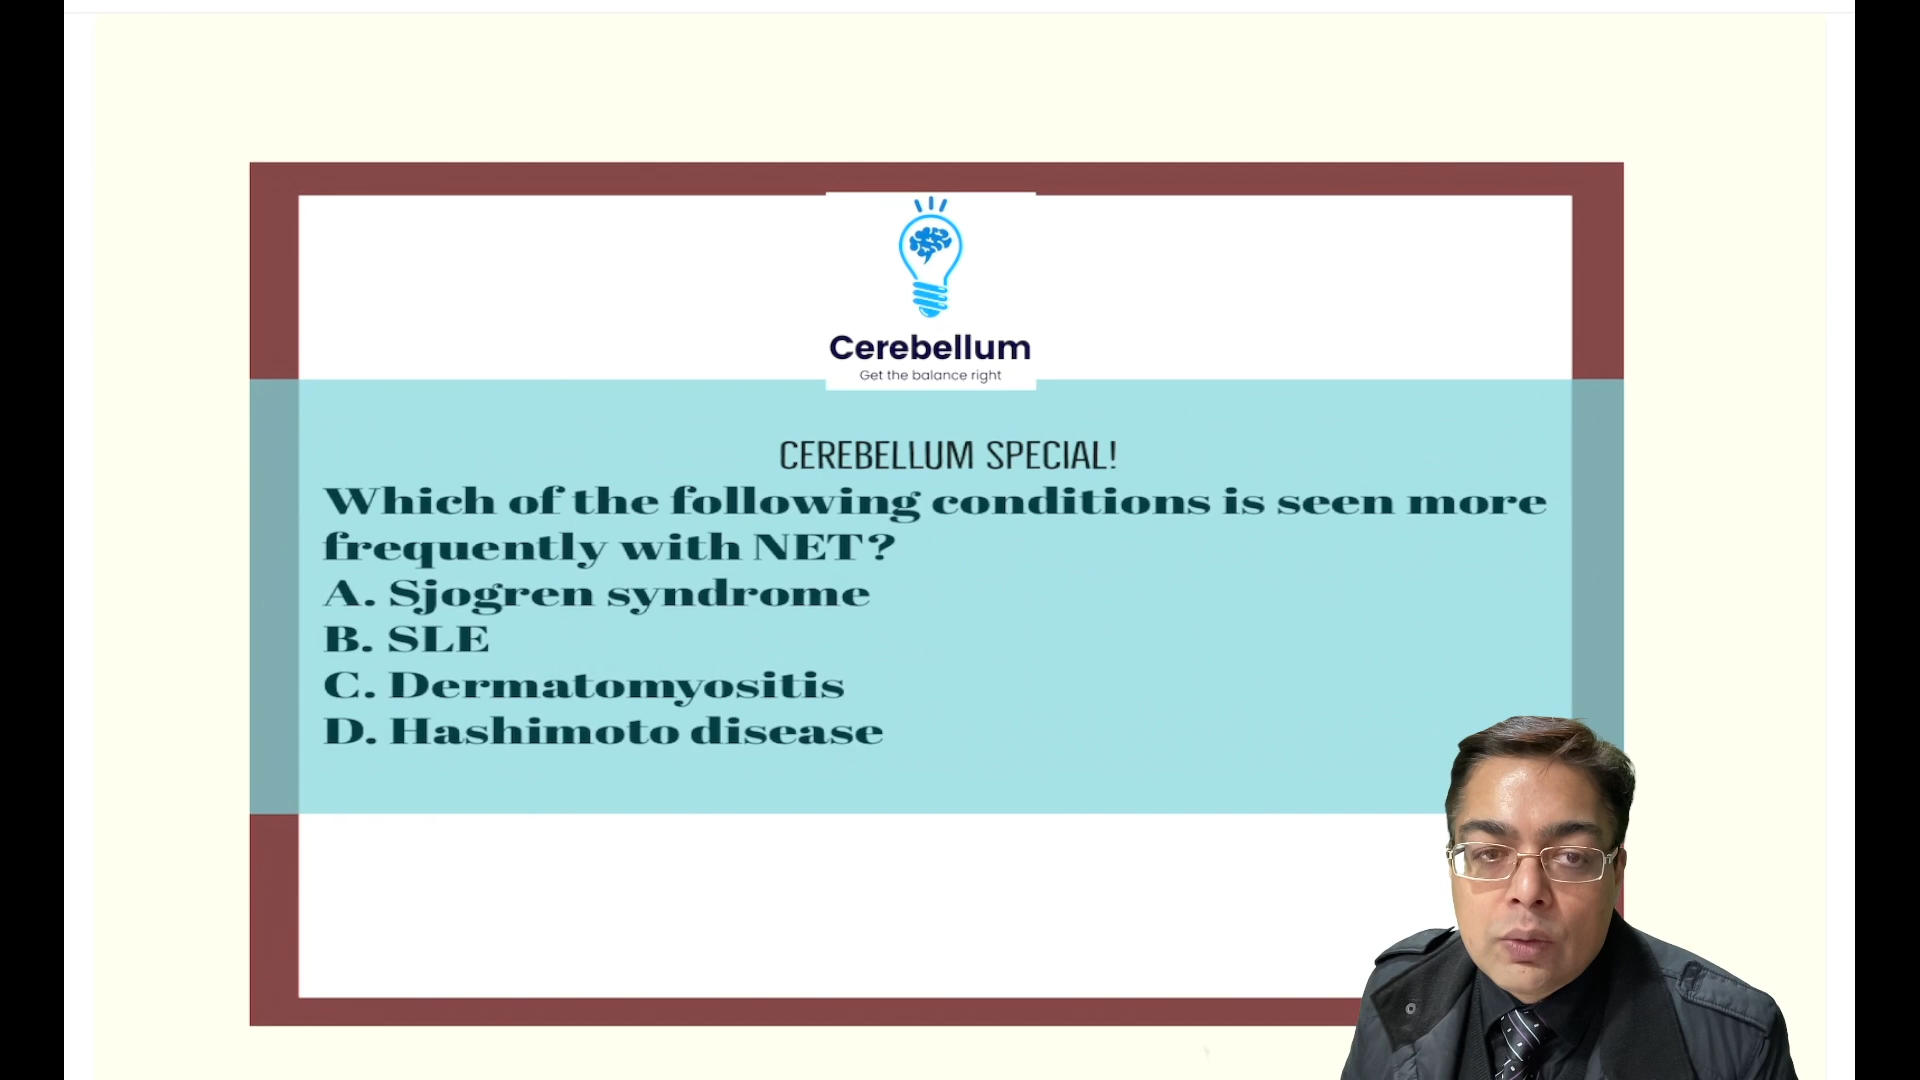 Cerebellum
Get the balance right
CEREBELLUM SPECIAL!
Which of the following conditions is seen more
frequently with NET?
A. Sjogren syndrome
B. SLE
C. Dermatomyositis
D. Hashimoto disease